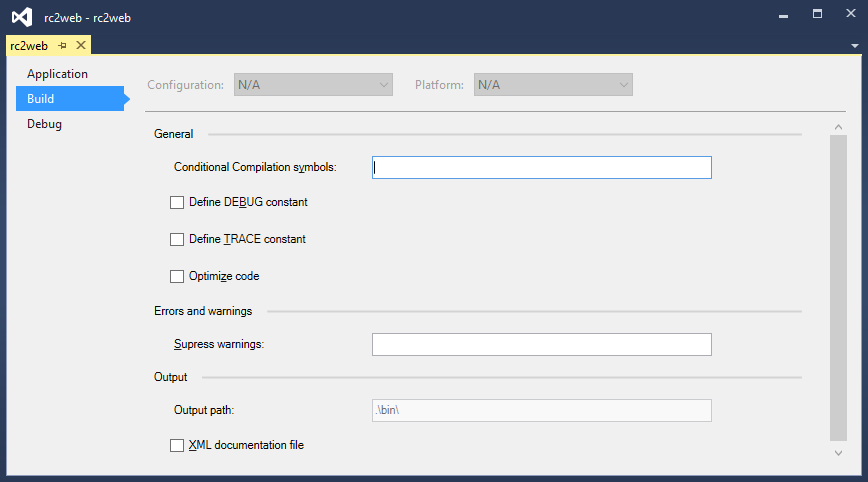 rc2web - rc2web
rc2web
Application
Build
Debug
Configuration: N/A Platform: N/A
General
Conditional Compilation symbols:
Define DEBUG constant
Define TRACE constant
Optimize code
Errors and warnings
Supress warnings:
Output
Output path: .\bin\
XML documentation file